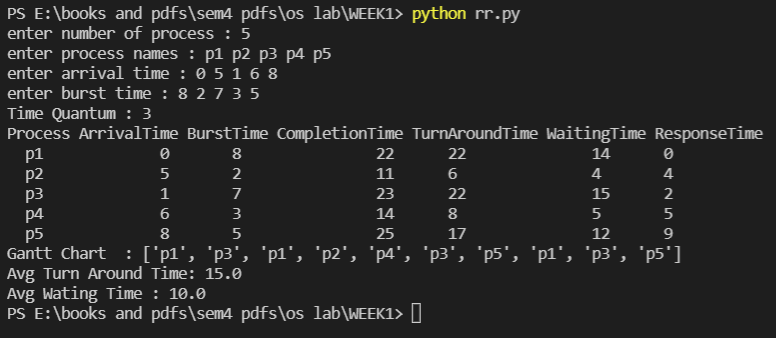 PS E:\books and pdfs\sem4 pdfs\os lab\WEEK1> python rr.py
enter number of process : 5
enter process names : p1 p2 p3 p4 p5
enter arrival time : 0 5 1 6 8
enter burst time : 8 2 7 3 5
Time Quantum : 3
Process ArrivalTime BurstTime CompletionTime TurnAroundTime WaitingTime ResponseTime
p1 0 8 22 22 14 0
p2 5 2 11 6 4 4
p3 1 7 23 22 15 2
p4 6 3 14 8 5 5
p5 8 5 25 17 12 9
Gantt Chart : ['p1', 'p3', 'p1', 'p2', 'p4', 'p3', 'p5', 'p1', 'p3', 'p5']
Avg Turn Around Time: 15.0
Avg Wating Time : 10.0
PS E:\books and pdfs\sem4 pdfs\os lab\WEEK1>